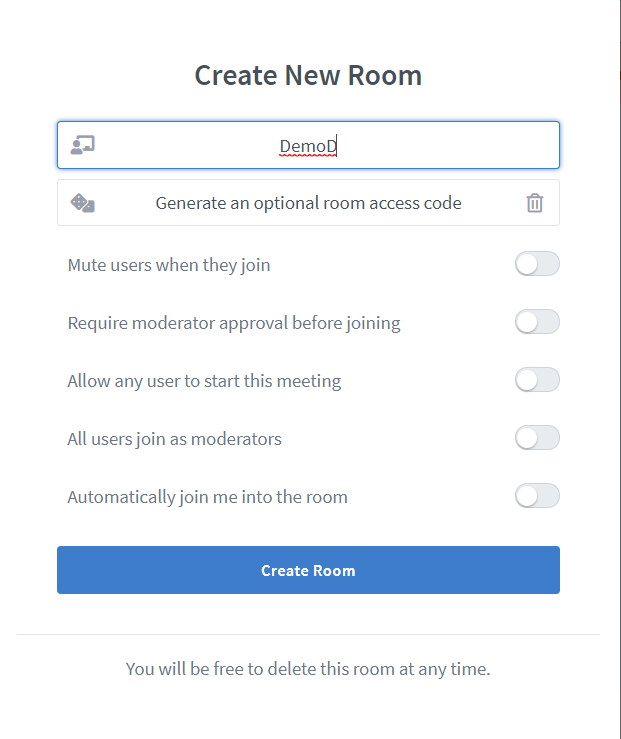 Create New Room
DemoD
Generate an optional room access code
Mute users when they join
Require moderator approval before joining
Allow any user to start this meeting
All users join as moderators
Automatically join me into the room
Create Room
You will be free to delete this room at any time.